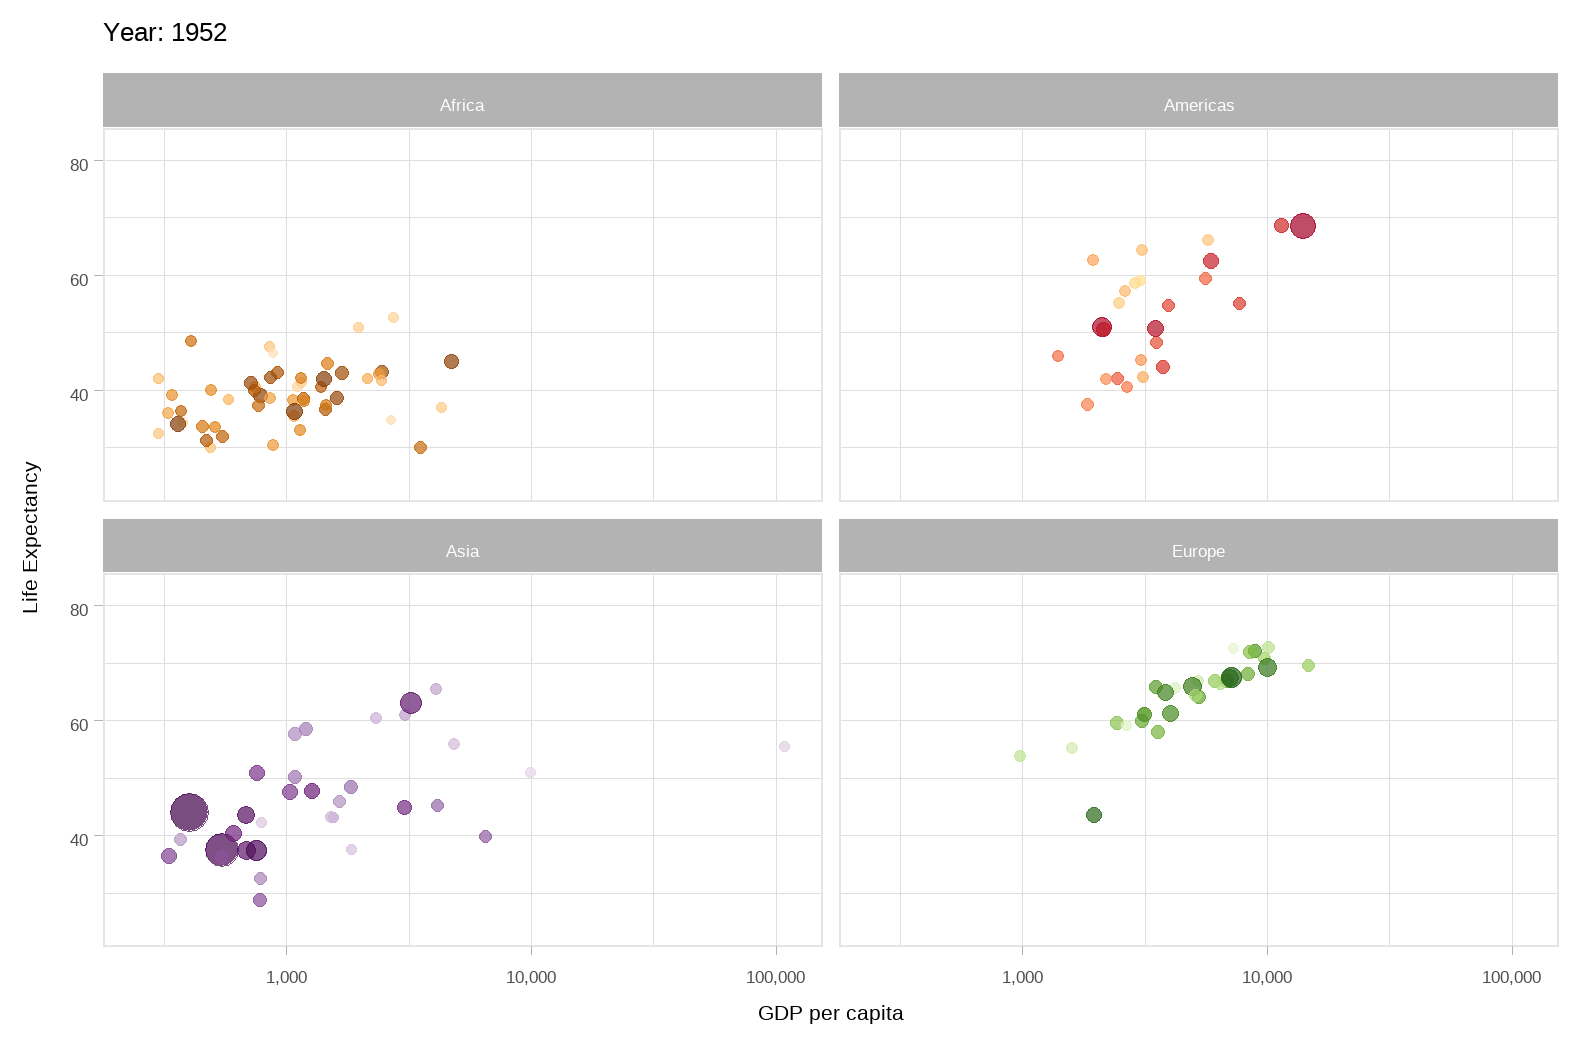 Year: 1952
Africa
Americas
80
60
40
Life Expectancy
Asia
Europe
80
60
40
1,000
10,000
100,000
1,000
10,000
100,000
GDP per capita